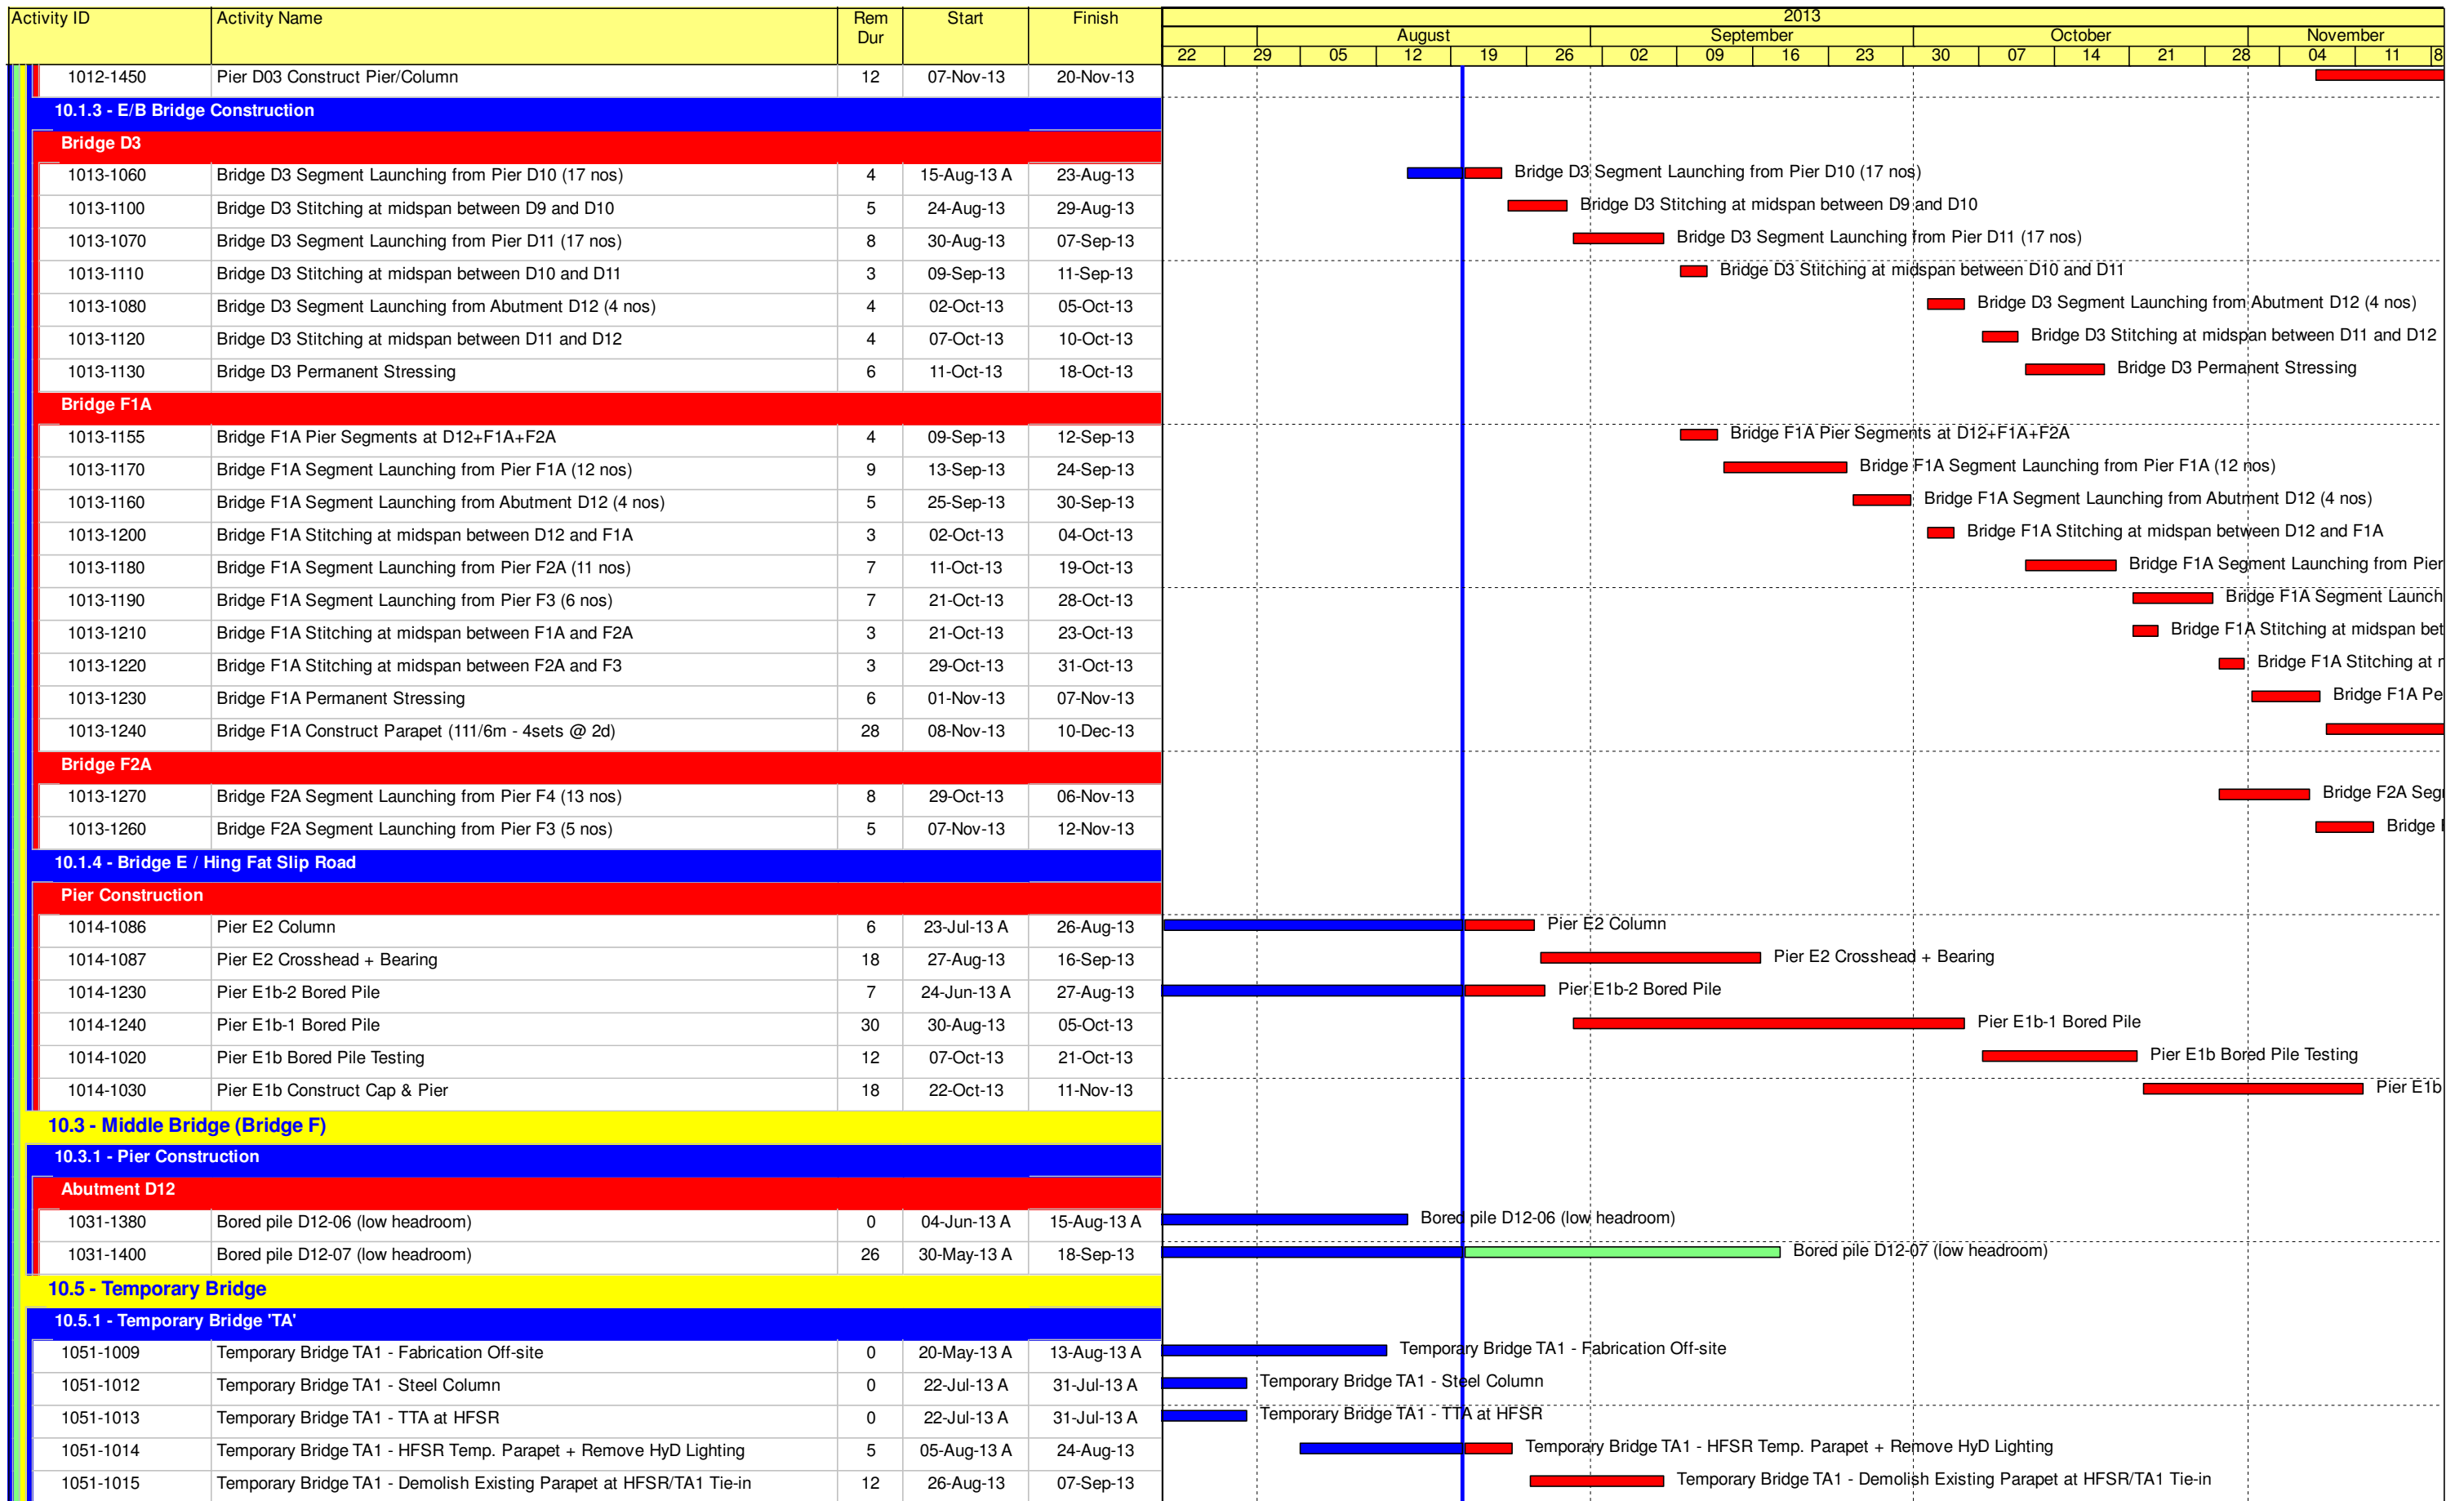 Activity ID Activity Name Rem Dur Start Finish 2013
August September October November
22 29 05 12 19 26 02 09 16 23 30 07 14 21 28 04 11 8
1012-1450 Pier D03 Construct Pier/Column 12 07-Nov-13 20-Nov-13
10.1.3 - E/B Bridge Construction
Bridge D3
1013-1060 Bridge D3 Segment Launching from Pier D10 (17 nos) 4 15-Aug-13 A 23-Aug-13 Bridge D3 Segment Launching from Pier D10 (17 nos)
1013-1100 Bridge D3 Stitching at midspan between D9 and D10 5 24-Aug-13 29-Aug-13 Bridge D3 Stitching at midspan between D9 and D10
1013-1070 Bridge D3 Segment Launching from Pier D11 (17 nos) 8 30-Aug-13 07-Sep-13 Bridge D3 Segment Launching from Pier D11 (17 nos)
1013-1110 Bridge D3 Stitching at midspan between D10 and D11 3 09-Sep-13 11-Sep-13 Bridge D3 Stitching at midspan between D10 and D11
1013-1080 Bridge D3 Segment Launching from Abutment D12 (4 nos) 4 02-Oct-13 05-Oct-13 Bridge D3 Segment Launching from Abutment D12 (4 nos)
1013-1120 Bridge D3 Stitching at midspan between D11 and D12 4 07-Oct-13 10-Oct-13 Bridge D3 Stitching at midspan between D11 and D12
1013-1130 Bridge D3 Permanent Stressing 6 11-Oct-13 18-Oct-13 Bridge D3 Permanent Stressing
Bridge F1A
1013-1155 Bridge F1A Pier Segments at D12+F1A+F2A 4 09-Sep-13 12-Sep-13 Bridge F1A Pier Segments at D12+F1A+F2A
1013-1170 Bridge F1A Segment Launching from Pier F1A (12 nos) 9 13-Sep-13 24-Sep-13 Bridge F1A Segment Launching from Pier F1A (12 nos)
1013-1160 Bridge F1A Segment Launching from Abutment D12 (4 nos) 5 25-Sep-13 30-Sep-13 Bridge F1A Segment Launching from Abutment D12 (4 nos)
1013-1200 Bridge F1A Stitching at midspan between D12 and F1A 3 02-Oct-13 04-Oct-13 Bridge F1A Stitching at midspan between D12 and F1A
1013-1180 Bridge F1A Segment Launching from Pier F2A (11 nos) 7 11-Oct-13 19-Oct-13 Bridge F1A Segment Launching from Pier
1013-1190 Bridge F1A Segment Launching from Pier F3 (6 nos) 7 21-Oct-13 28-Oct-13 Bridge F1A Segment Launch
1013-1210 Bridge F1A Stitching at midspan between F1A and F2A 3 21-Oct-13 23-Oct-13 Bridge F1A Stitching at midspan bet
1013-1220 Bridge F1A Stitching at midspan between F2A and F3 3 29-Oct-13 31-Oct-13 Bridge F1A Stitching at
1013-1230 Bridge F1A Permanent Stressing 6 01-Nov-13 07-Nov-13 Bridge F1A Pe
1013-1240 Bridge F1A Construct Parapet (111/6m - 4sets @ 2d) 28 08-Nov-13 10-Dec-13
Bridge F2A
1013-1270 Bridge F2A Segment Launching from Pier F4 (13 nos) 8 29-Oct-13 06-Nov-13 Bridge F2A Seg
1013-1260 Bridge F2A Segment Launching from Pier F3 (5 nos) 5 07-Nov-13 12-Nov-13 Bridge
10.1.4 - Bridge E / Hing Fat Slip Road
Pier Construction
1014-1086 Pier E2 Column 6 23-Jul-13 A 26-Aug-13 Pier E2 Column
1014-1087 Pier E2 Crosshead + Bearing 18 27-Aug-13 16-Sep-13 Pier E2 Crosshead + Bearing
1014-1230 Pier E1b-2 Bored Pile 7 24-Jun-13 A 27-Aug-13 Pier E1b-2 Bored Pile
1014-1240 Pier E1b-1 Bored Pile 30 30-Aug-13 05-Oct-13 Pier E1b-1 Bored Pile
1014-1020 Pier E1b Bored Pile Testing 12 07-Oct-13 21-Oct-13 Pier E1b Bored Pile Testing
1014-1030 Pier E1b Construct Cap & Pier 18 22-Oct-13 11-Nov-13 Pier E1b
10.3 - Middle Bridge (Bridge F)
10.3.1 - Pier Construction
Abutment D12
1031-1380 Bored pile D12-06 (low headroom) 0 04-Jun-13 A 15-Aug-13 A Bored pile D12-06 (low headroom)
1031-1400 Bored pile D12-07 (low headroom) 26 30-May-13 A 18-Sep-13 Bored pile D12-07 (low headroom)
10.5 - Temporary Bridge
10.5.1 - Temporary Bridge 'TA'
1051-1009 Temporary Bridge TA1 - Fabrication Off-site 0 20-May-13 A 13-Aug-13 A Temporary Bridge TA1 - Fabrication Off-site
1051-1012 Temporary Bridge TA1 - Steel Column 0 22-Jul-13 A 31-Jul-13 A Temporary Bridge TA1 - Steel Column
1051-1013 Temporary Bridge TA1 - TTA at HFSR 0 22-Jul-13 A 31-Jul-13 A Temporary Bridge TA1 - TTA at HFSR
1051-1014 Temporary Bridge TA1 - HFSR Temp. Parapet + Remove HyD Lighting 5 05-Aug-13 A 24-Aug-13 Temporary Bridge TA1 - HFSR Temp. Parapet + Remove HyD Lighting
1051-1015 Temporary Bridge TA1 - Demolish Existing Parapet at HFSR/TA1 Tie-in 12 26-Aug-13 07-Sep-13 Temporary Bridge TA1 - Demolish Existing Parapet at HFSR/TA1 Tie-in